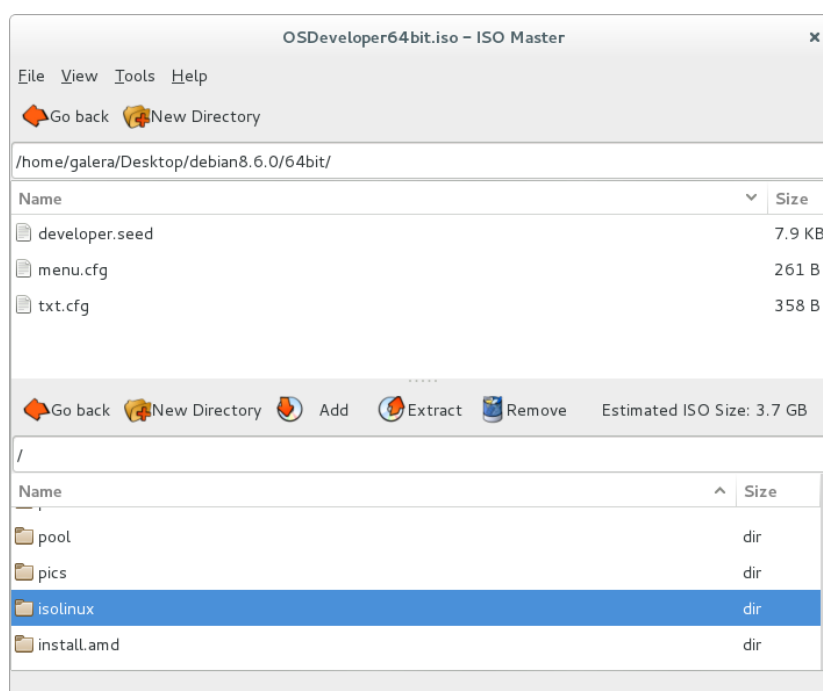 OSDeveloper64bit.iso – ISO Master ×
File View Tools Help
Go back New Directory
/home/galera/Desktop/debian8.6.0/64bit/
Name Size
developer.seed 7.9 KB
menu.cfg 261 B
txt.cfg 358 B
Go back New Directory Add Extract Remove Estimated ISO Size: 3.7 GB
/
Name Size
pool dir
pics dir
isolinux dir
install.amd dir